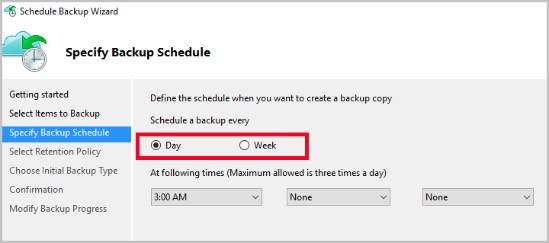 Schedule Backup Wizard
Specify Backup Schedule
Getting started
Select Items to Backup
Specify Backup Schedule
Select Retention Policy
Choose Initial Backup Type
Confirmation
Modify Backup Progress
Define the schedule when you want to create a backup copy
Schedule a backup every
Day Week
At following times (Maximum allowed is three times a day)
3:00 AM None None